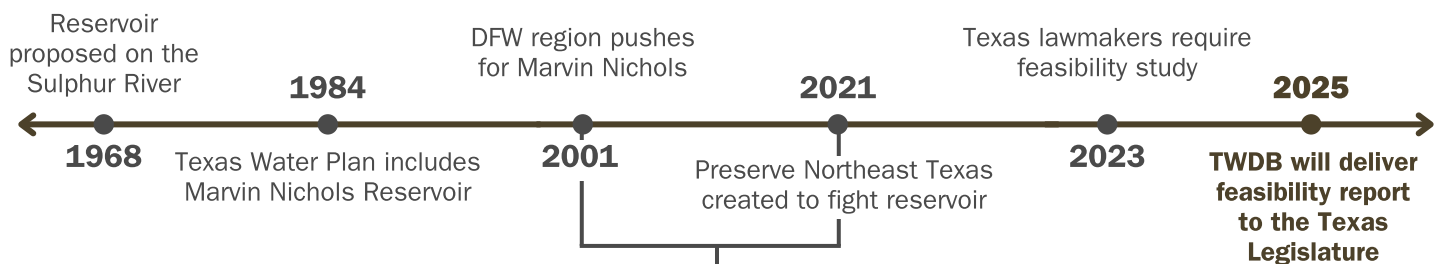 Reservoir
proposed on the
Sulphur River
1968
1984
Texas Water Plan includes
Marvin Nichols Reservoir
DFW region pushes
for Marvin Nichols
2001
2021
Preserve Northeast Texas
created to fight reservoir
Texas lawmakers require
feasibility study
2023
2025
TWDB will deliver
feasibility report
to the Texas
Legislature